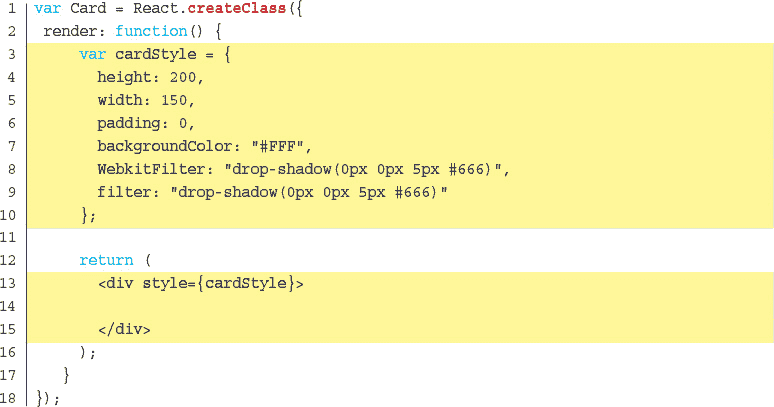 1 var Card = React.createClass({
2  render: function() {
3      var cardStyle = {
4        height: 200,
5        width: 150,
6        padding: 0,
7        backgroundColor: "#FFF",
8        WebkitFilter: "drop-shadow(0px 0px 5px #666)",
9        filter: "drop-shadow(0px 0px 5px #666)"
10      };
11
12      return (
13        <div style={cardStyle}>
14
15        </div>
16      );
17    }
18 });